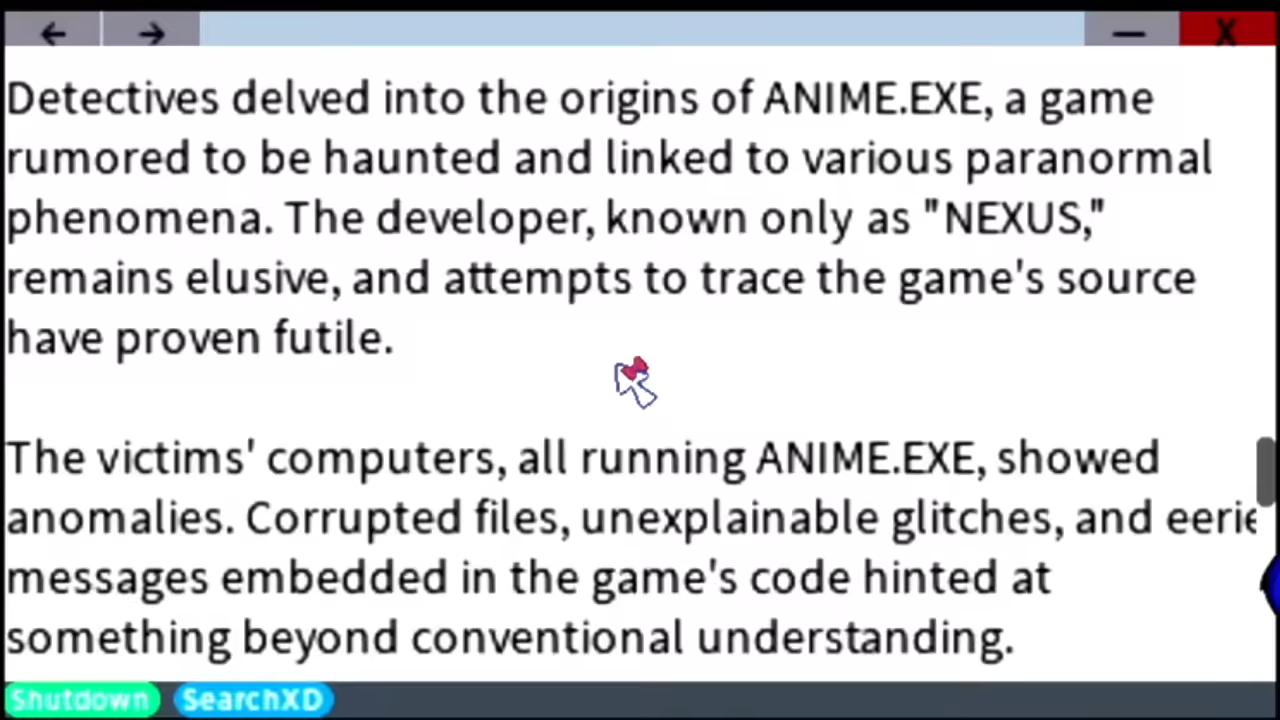 ← → — X
Detectives delved into the origins of ANIME.EXE, a game
rumored to be haunted and linked to various paranormal
phenomena. The developer, known only as "NEXUS,"
remains elusive, and attempts to trace the game's source
have proven futile.
The victims' computers, all running ANIME.EXE, showed
anomalies. Corrupted files, unexplainable glitches, and eerie
messages embedded in the game's code hinted at
something beyond conventional understanding.
Shutdown SearchXD